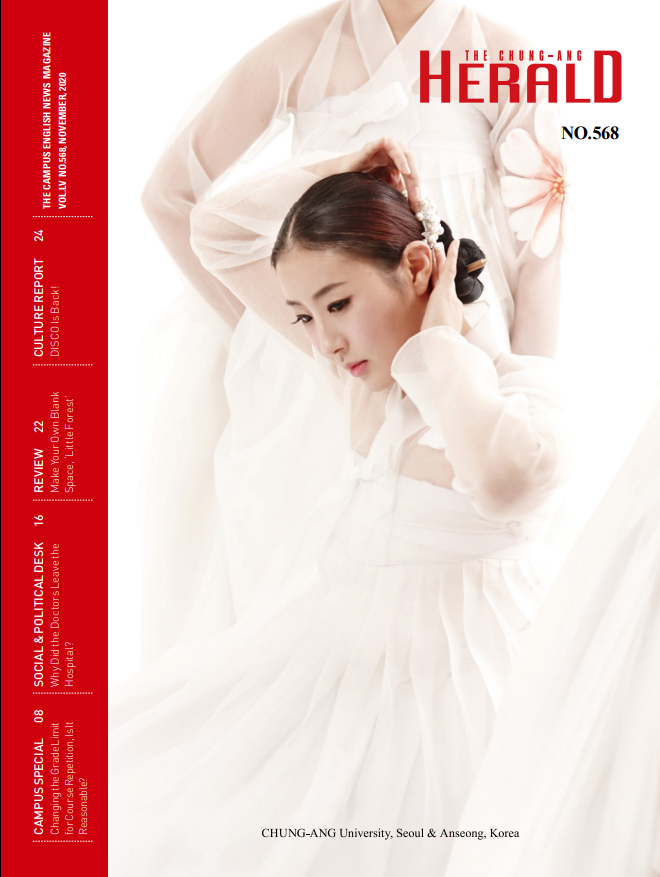 THE CHUNG-ANG
HERALD
NO.568
THE CAMPUS ENGLISH NEWS MAGAZINE
VOL.LV NO.568, NOVEMBER, 2020
CULTURE REPORT 24
DISCO Is Back!
REVIEW 22
Make Your Own Blank
Space, 'Little Forest'
SOCIAL & POLITICAL DESK 16
Why Did the Doctors Leave the
Hospital?
CAMPUS SPECIAL 08
Changing the Grade Limit
for Course Repetition, Is It
Reasonable?
CHUNG-ANG University, Seoul & Anseong, Korea